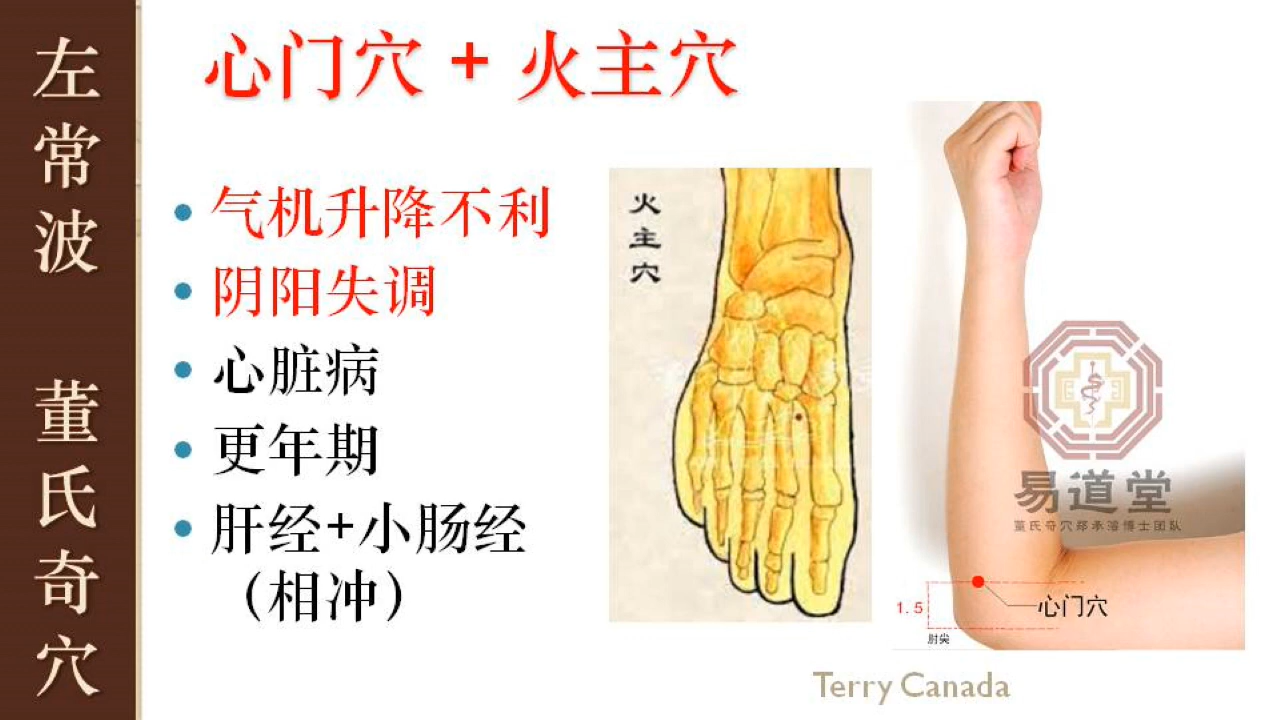 左常波 董氏奇穴
心门穴 + 火主穴
• 气机升降不利
• 阴阳失调
• 心脏病
• 更年期
• 肝经+小肠经
（相冲）
火主穴
易道堂
董氏奇穴郑承濬博士团队
1.5
心门穴
肘尖
Terry Canada